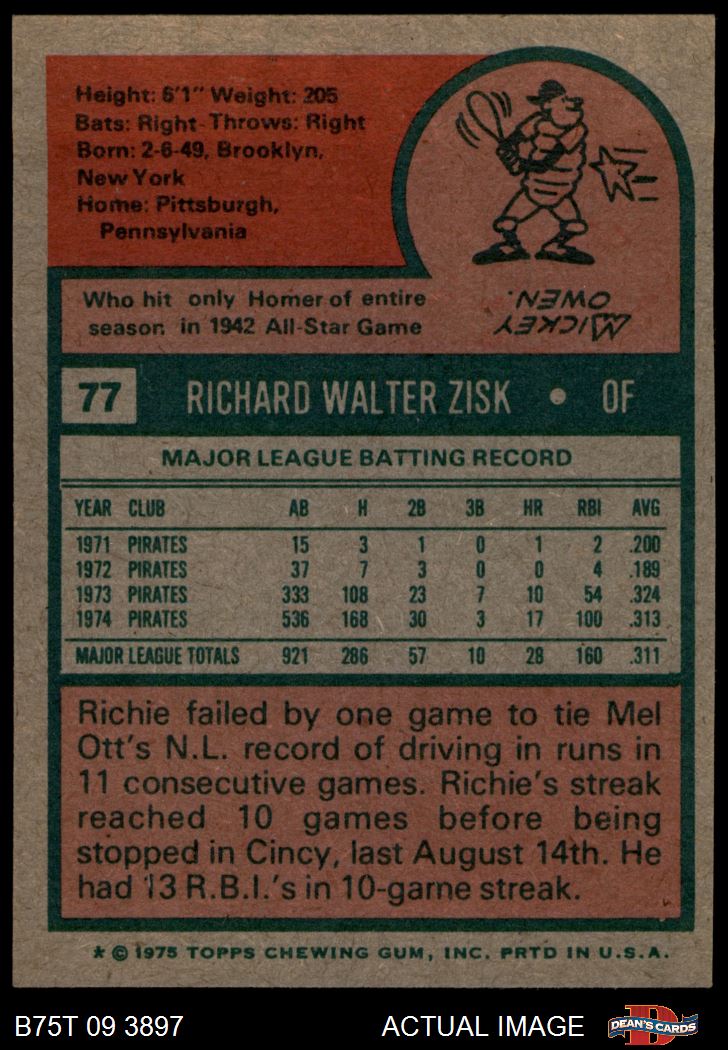 Height: 6'1" Weight: 205
Bats: Right Throws: Right
Born: 2-6-49, Brooklyn,
New York
Home: Pittsburgh,
Pennsylvania
Who hit only Homer of entire
season in 1942 All-Star Game
MICKEY
OWEN.
77 RICHARD WALTER ZISK • OF
MAJOR LEAGUE BATTING RECORD
YEAR CLUB AB H 2B 3B HR RBI AVG
1971 PIRATES 15 3 1 0 1 2 .200
1972 PIRATES 37 7 3 0 0 4 .189
1973 PIRATES 333 108 23 7 10 54 .324
1974 PIRATES 536 168 30 3 17 100 .313
MAJOR LEAGUE TOTALS 921 286 57 10 28 160 .311
Richie failed by one game to tie Mel
Ott's N.L. record of driving in runs in
11 consecutive games. Richie's streak
reached 10 games before being
stopped in Cincy, last August 14th. He
had 13 R.B.I.'s in 10-game streak.
* © 1975 TOPPS CHEWING GUM, INC. PRTD IN U.S.A.
B75T 09 3897 ACTUAL IMAGE DEAN'S CARDS